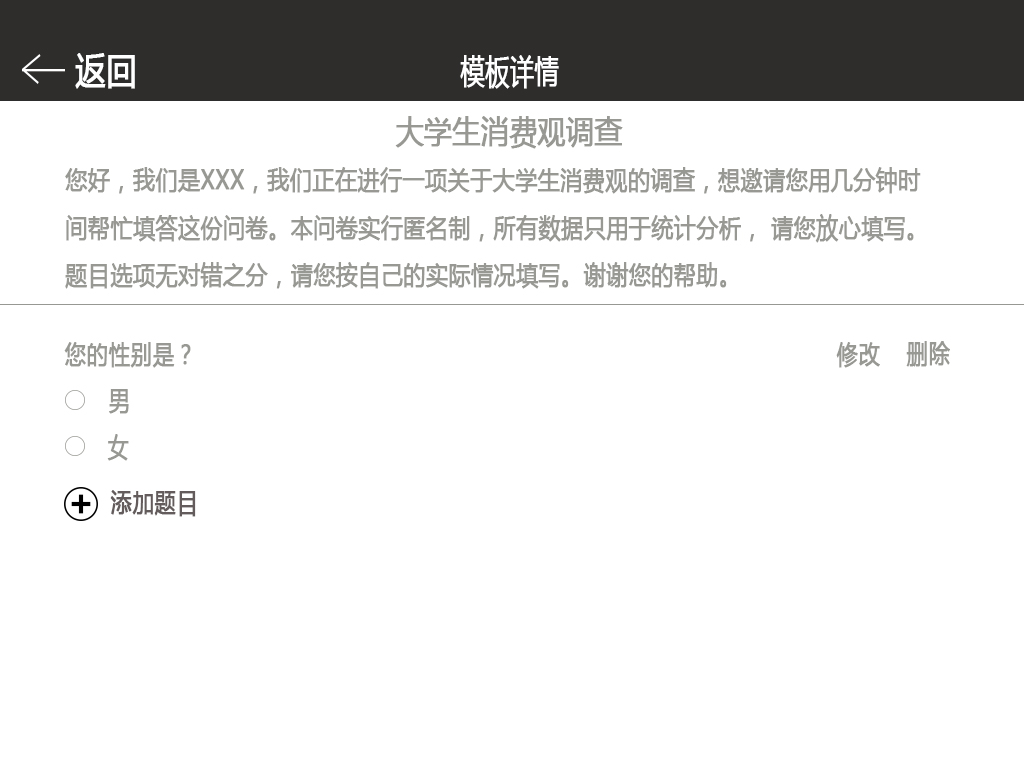 返回
模板详情
大学生消费观调查
您好，我们是XXX，我们正在进行一项关于大学生消费观的调查，想邀请您用几分钟时
间帮忙填答这份问卷。本问卷实行匿名制，所有数据只用于统计分析， 请您放心填写。
题目选项无对错之分，请您按自己的实际情况填写。谢谢您的帮助。
您的性别是？
修改 删除
男
女
添加题目